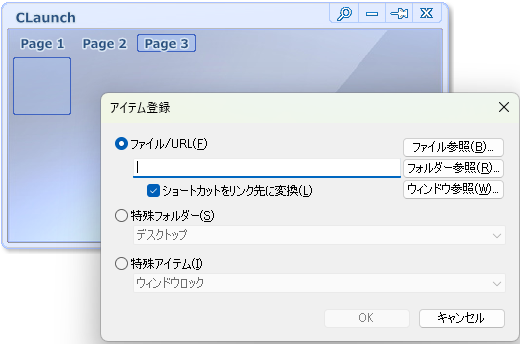 CLaunch
Page 1 Page 2 Page 3
アイテム登録
ファイル/URL(F)
ファイル参照(B)...
フォルダー参照(R)...
ショートカットをリンク先に変換(L)
ウィンドウ参照(W)...
特殊フォルダー(S)
デスクトップ
特殊アイテム(I)
ウィンドウロック
OK
キャンセル